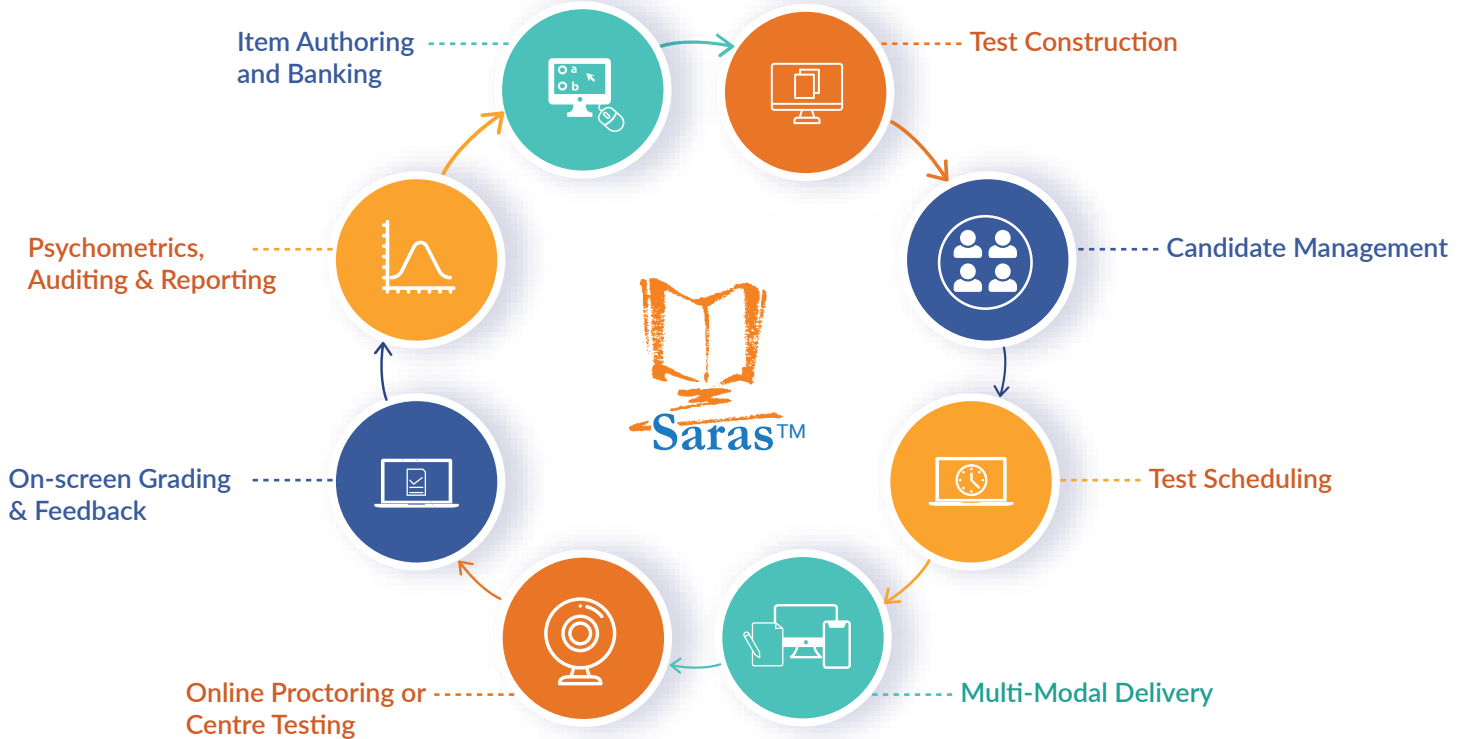 Item Authoring
and Banking
Test Construction
Candidate Management
Test Scheduling
Multi-Modal Delivery
Online Proctoring or
Centre Testing
On-screen Grading
& Feedback
Psychometrics,
Auditing & Reporting
a
b
Saras™